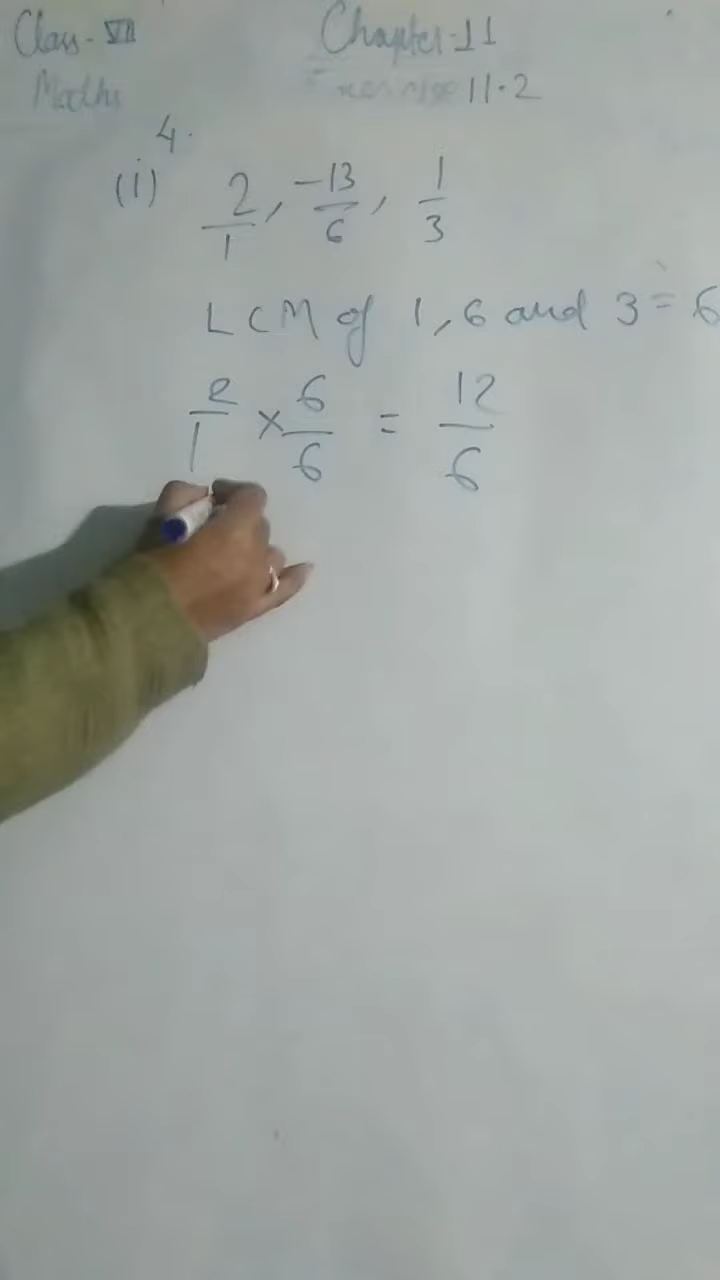 Class - VII Chapter - 11
Maths Exercise 11.2
4.
(i) 2/1, -13/6, 1/3
LCM of 1, 6 and 3 = 6
2/1 × 6/6 = 12/6